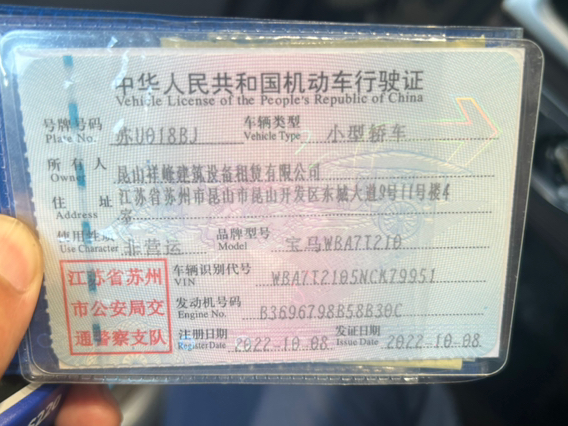 中华人民共和国机动车行驶证
Vehicle License of the People's Republic of China
号牌号码 苏U018BJ 车辆类型 小型轿车
Plate No. Vehicle Type
所有人 昆山祥峰建筑设备租赁有限公司
Owner
住址 江苏省苏州市昆山市昆山开发区东城大道9号11号楼4
Address 室
使用性质 非营运 品牌型号 宝马WBA7T210
Use Character Model
江苏省苏州
市公安局交
通警察支队
车辆识别代号 WBA7T2105NCK79951
VIN
发动机号码 B3696798B58B30C
Engine No.
注册日期 2022-10-08 发证日期 2022-10-08
Register Date Issue Date